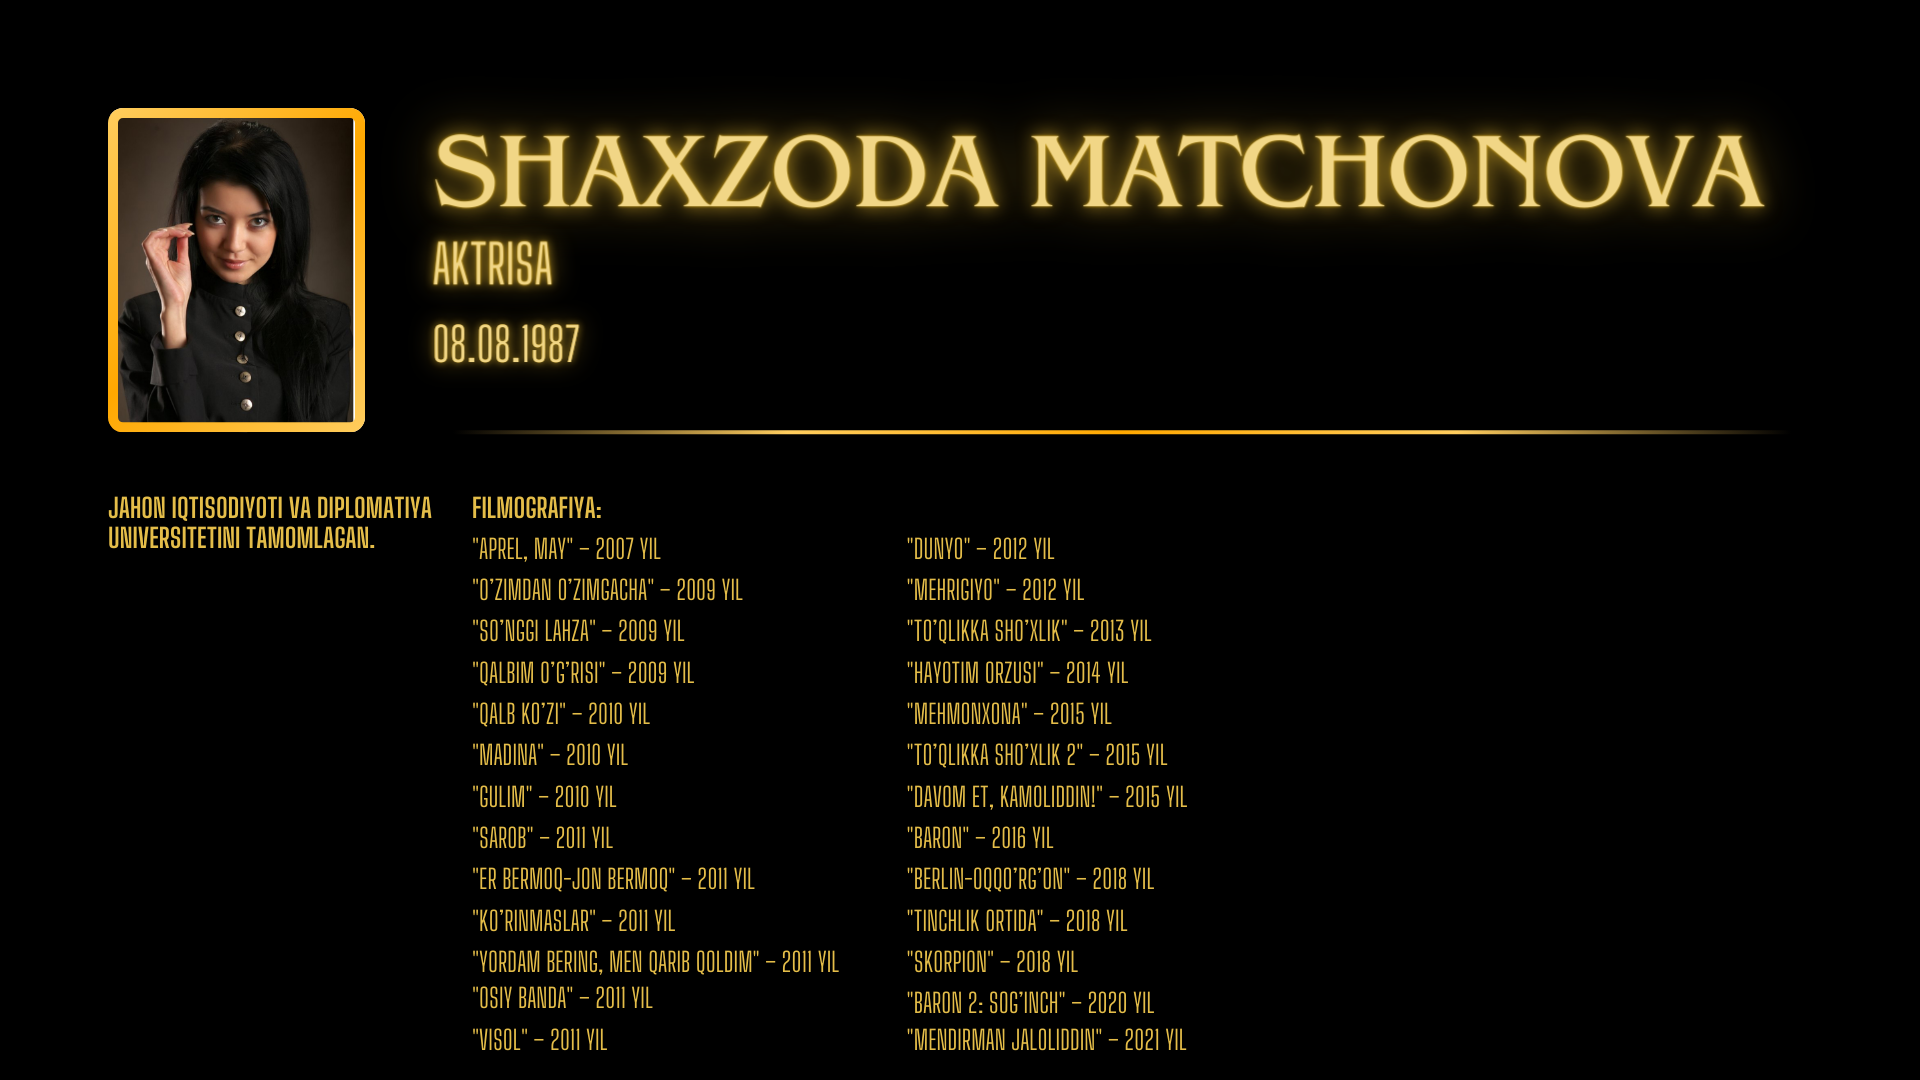 SHAXZODA MATCHONOVA
AKTRISA
08.08.1987
JAHON IQTISODIYOTI VA DIPLOMATIYA
UNIVERSITETINI TAMOMLAGAN.
FILMOGRAFIYA:
"APREL, MAY" – 2007 YIL
"O’ZIMDAN O’ZIMGACHA" – 2009 YIL
"SO’NGGI LAHZA" – 2009 YIL
"QALBIM O’G’RISI" – 2009 YIL
"QALB KO’ZI" – 2010 YIL
"MADINA" – 2010 YIL
"GULIM" – 2010 YIL
"SAROB" – 2011 YIL
"ER BERMOQ-JON BERMOQ" – 2011 YIL
"KO’RINMASLAR" – 2011 YIL
"YORDAM BERING, MEN QARIB QOLDIM" – 2011 YIL
"OSIY BANDA" – 2011 YIL
"VISOL" – 2011 YIL
"DUNYO" – 2012 YIL
"MEHRIGIYO" – 2012 YIL
"TO’QLIKKA SHO’XLIK" – 2013 YIL
"HAYOTIM ORZUSI" – 2014 YIL
"MEHMONXONA" – 2015 YIL
"TO’QLIKKA SHO’XLIK 2" – 2015 YIL
"DAVOM ET, KAMOLIDDIN!" – 2015 YIL
"BARON" – 2016 YIL
"BERLIN-OQQO’RG’ON" – 2018 YIL
"TINCHLIK ORTIDA" – 2018 YIL
"SKORPION" – 2018 YIL
"BARON 2: SOG’INCH" – 2020 YIL
"MENDIRMAN JALOLIDDIN" – 2021 YIL